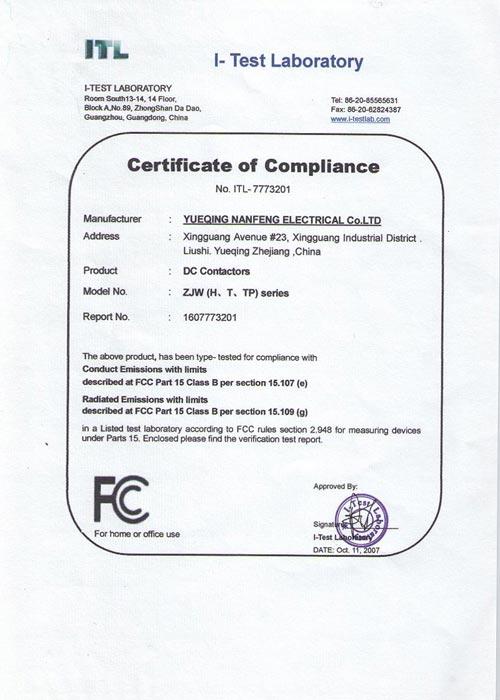 ITL
I- Test Laboratory
I-TEST LABORATORY
Room South13-14, 14 Floor,
Block A,No.89, ZhongShan Da Dao,
Guangzhou, Guangdong, China
Tel: 86-20-85565631
Fax: 86-20-62824387
www.i-testlab.com
Certificate of Compliance
No. ITL- 7773201
Manufacturer : YUEQING NANFENG ELECTRICAL Co.LTD
Address : Xingguang Avenue #23, Xingguang Industrial District .
Liushi. Yueqing Zhejiang ,China
Product : DC Contactors
Model No. : ZJW (H、T、TP) series
Report No. : 1607773201
The above product, has been type- tested for compliance with
Conduct Emissions with limits
described at FCC Part 15 Class B per section 15.107 (e)
Radiated Emissions with limits
described at FCC Part 15 Class B per section 15.109 (g)
in a Listed test laboratory according to FCC rules section 2.948 for measuring devices
under Parts 15. Enclosed please find the verification test report.
FC
For home or office use
Approved By:
Signature
I-Test Laboratory
DATE: Oct. 11, 2007